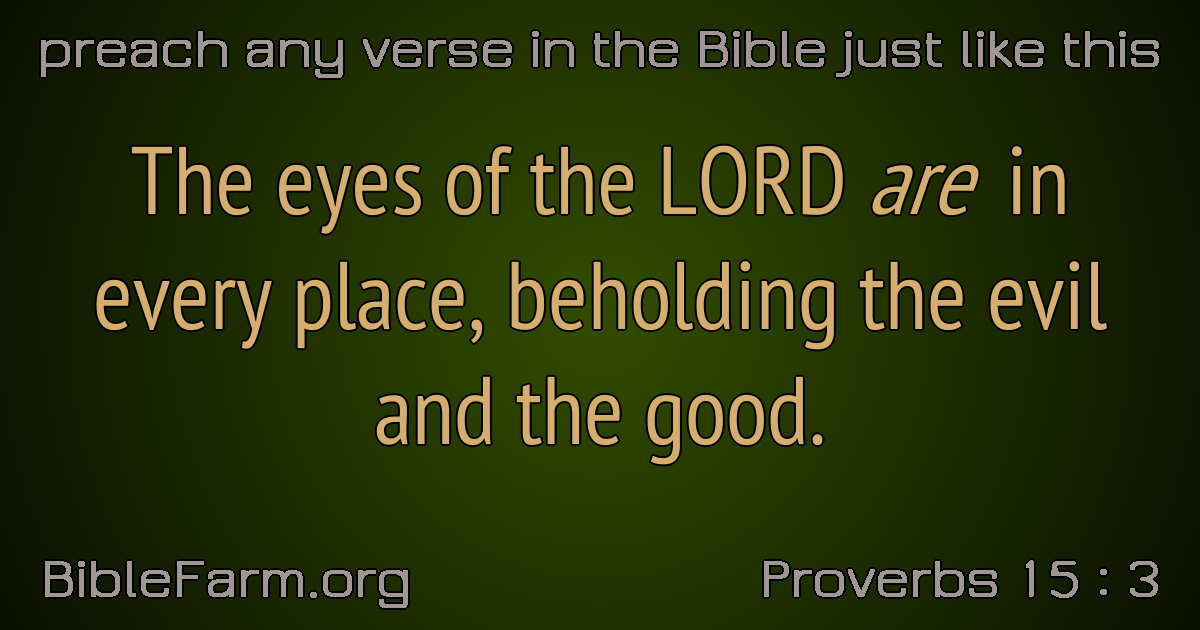 preach any verse in the Bible just like this
The eyes of the LORD are in
every place, beholding the evil
and the good.
BibleFarm.org
Proverbs 15 : 3